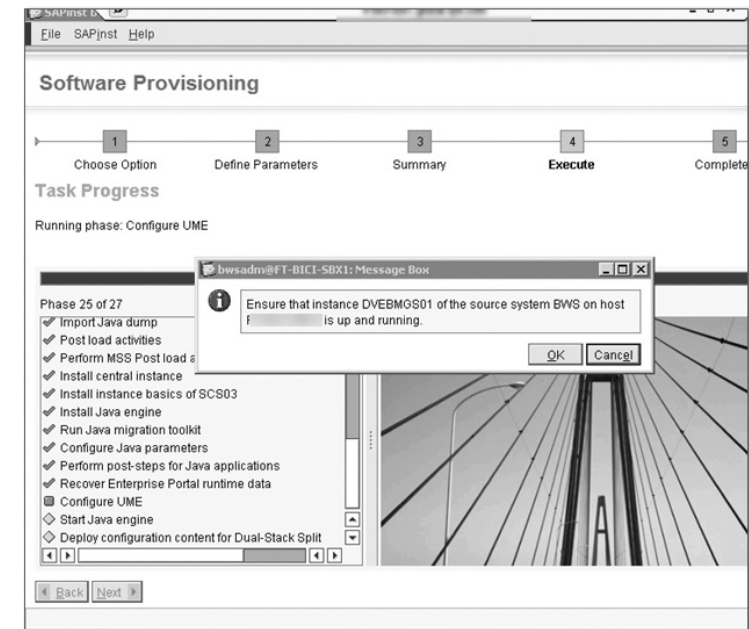 SAPinst
File SAPinst Help
Software Provisioning
1 2 3 4 5
Choose Option Define Parameters Summary Execute Complete
Task Progress
Running phase: Configure UME
bwsadm@FT-BICI-SBX1: Message Box
Ensure that instance DVEBMGS01 of the source system BWS on host
is up and running.
OK Cancel
Phase 25 of 27
Import Java dump
Post load activities
Perform MSS Post load a
Install central instance
Install instance basics of SCS03
Install Java engine
Run Java migration toolkit
Configure Java parameters
Perform post-steps for Java applications
Recover Enterprise Portal runtime data
Configure UME
Start Java engine
Deploy configuration content for Dual-Stack Split
Back Next